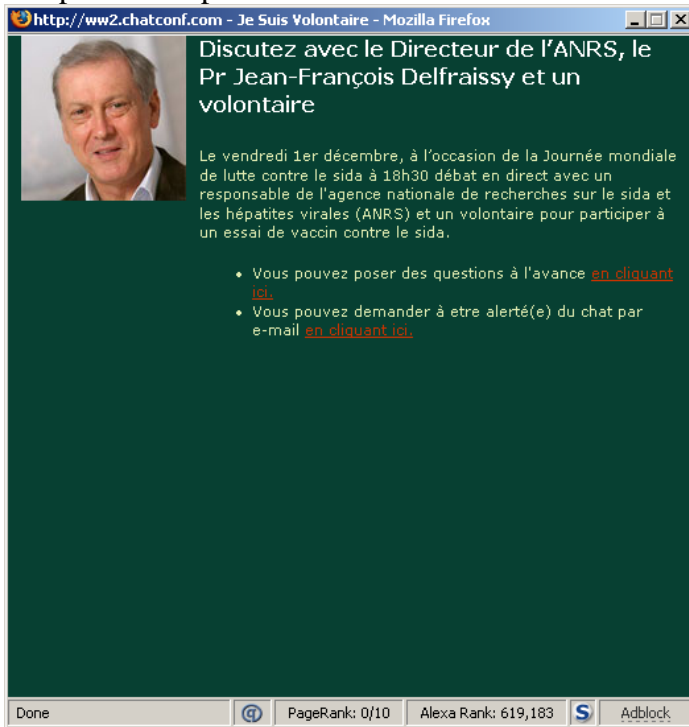 http://ww2.chatconf.com - Je Suis Volontaire - Mozilla Firefox
Discutez avec le Directeur de l'ANRS, le
Pr Jean-François Delfraissy et un
volontaire
Le vendredi 1er décembre, à l'occasion de la Journée mondiale
de lutte contre le sida à 18h30 débat en direct avec un
responsable de l'agence nationale de recherches sur le sida et
les hépatites virales (ANRS) et un volontaire pour participer à
un essai de vaccin contre le sida.
• Vous pouvez poser des questions à l'avance en cliquant
ici.
• Vous pouvez demander à etre alerté(e) du chat par
e-mail en cliquant ici.
Done @ PageRank: 0/10 Alexa Rank: 619,183 S Adblock